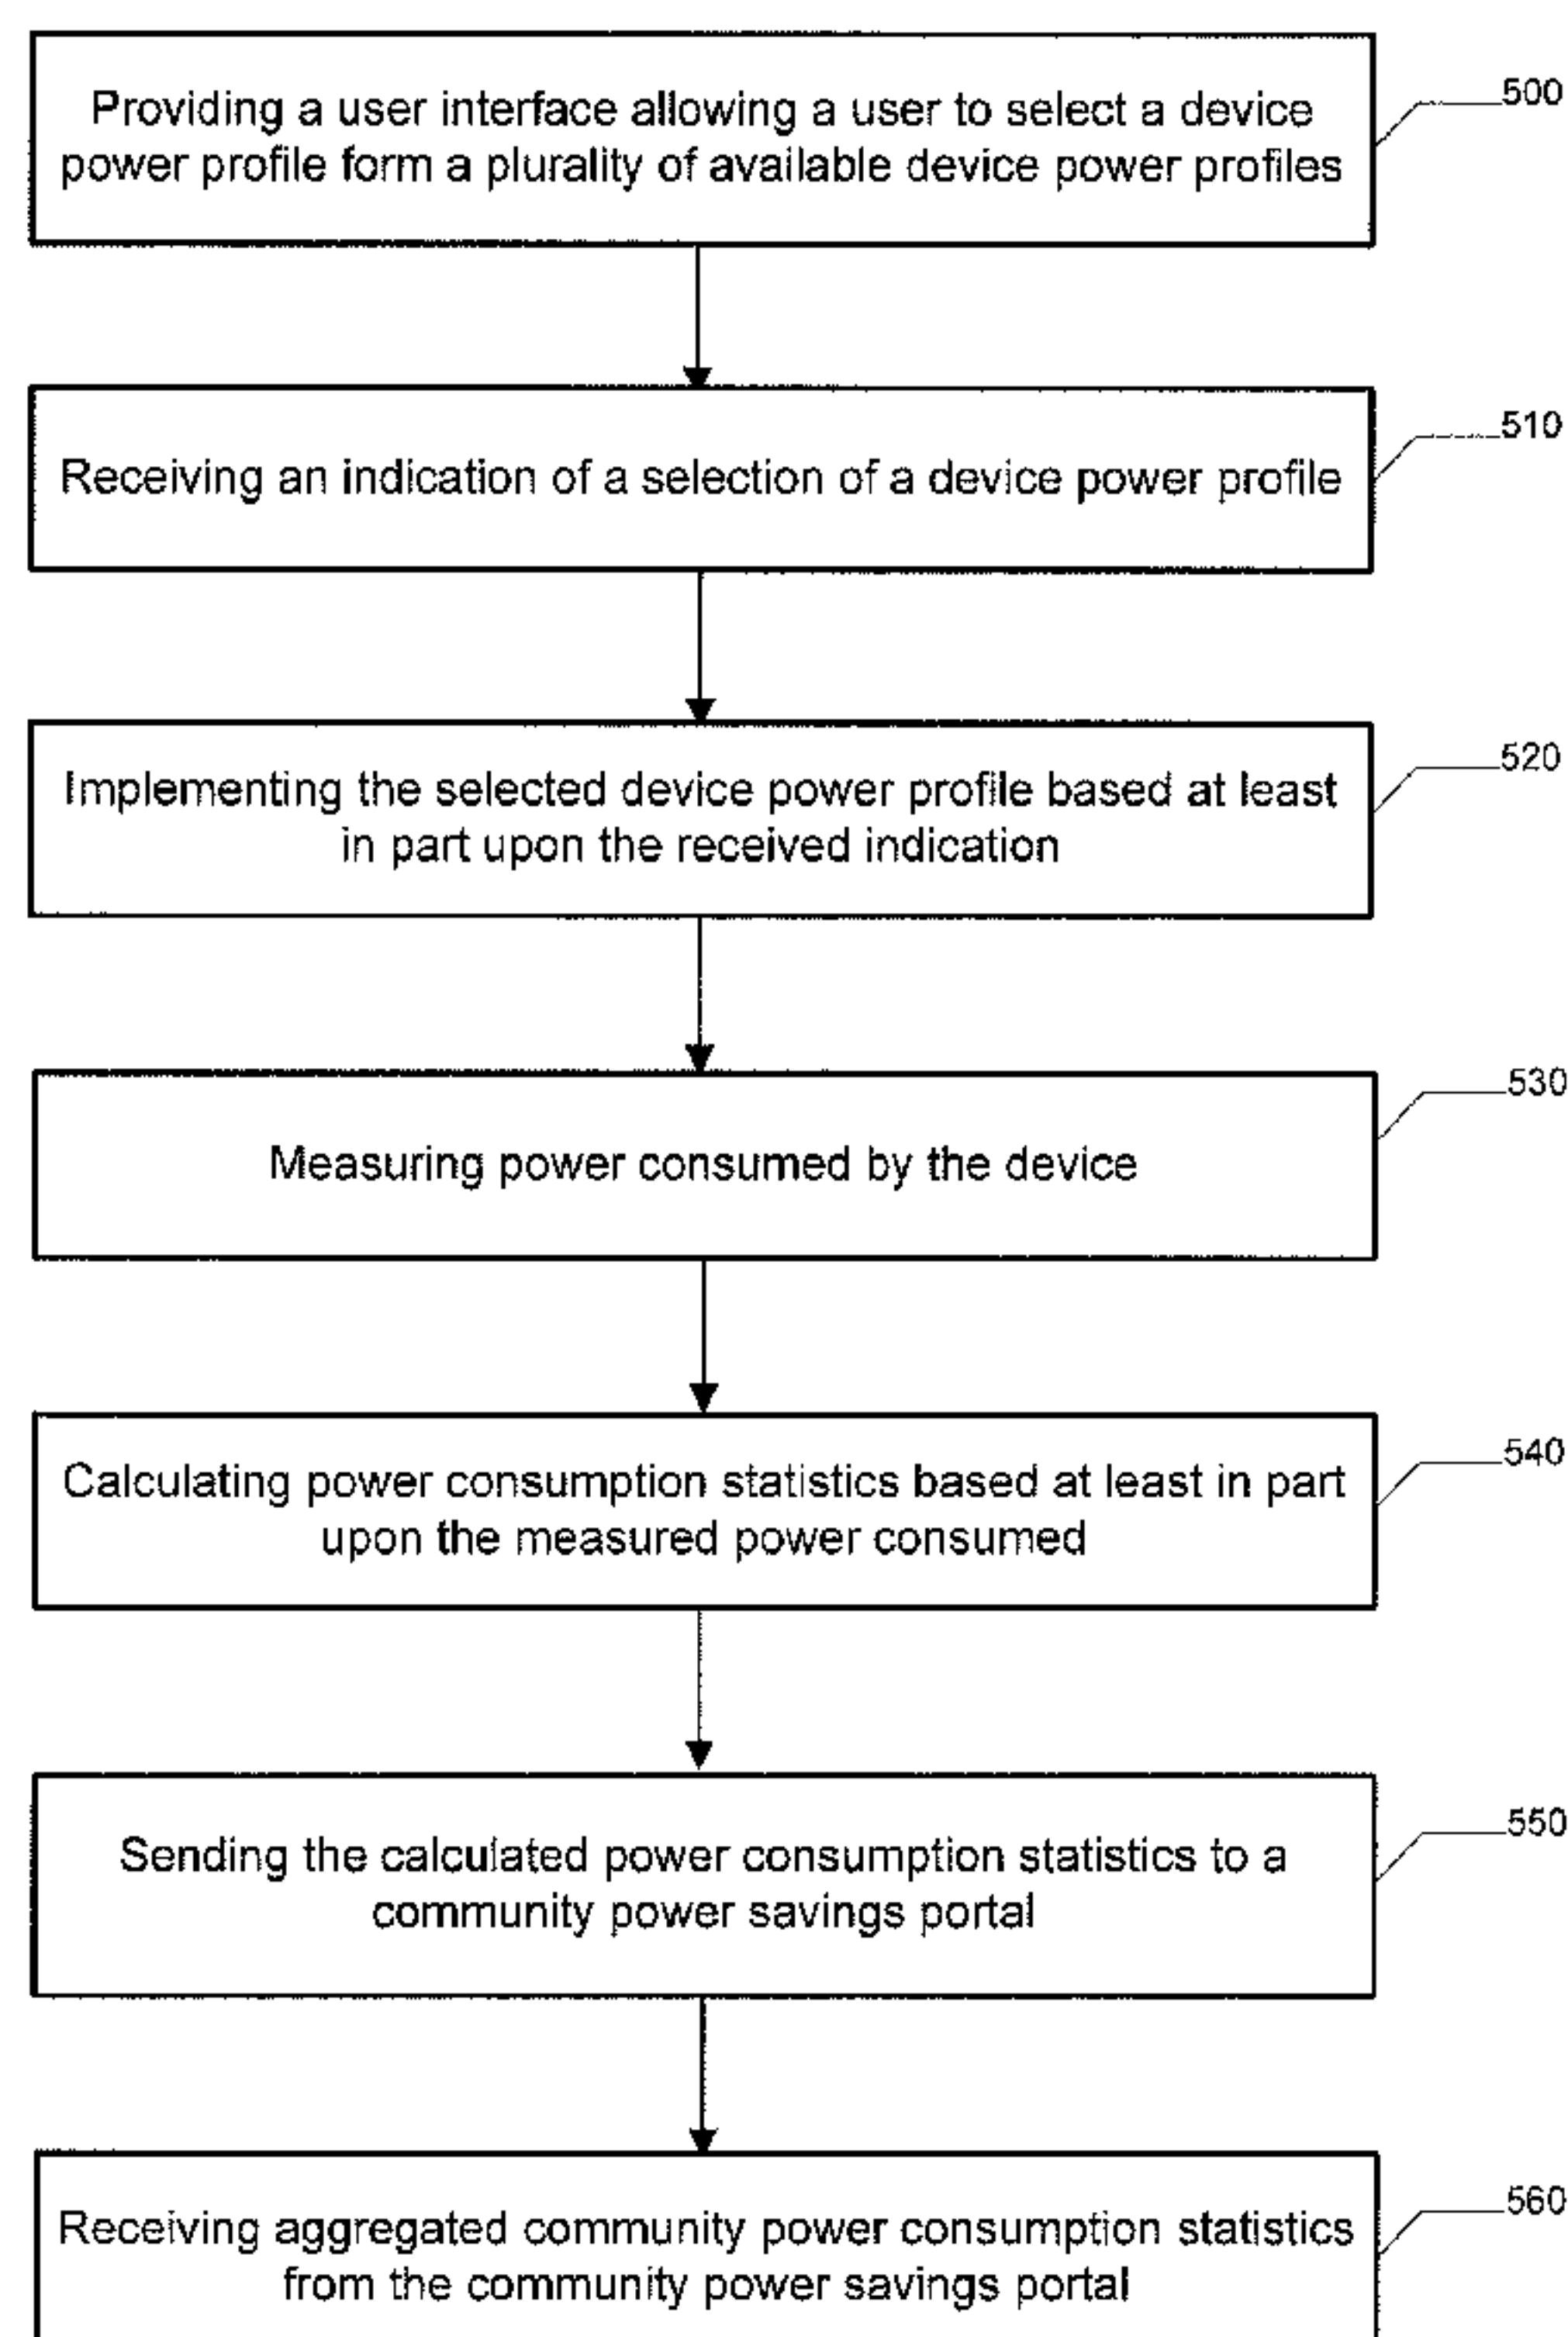 Providing a user interface allowing a user to select a device
power profile form a plurality of available device power profiles
500
Receiving an indication of a selection of a device power profile
510
Implementing the selected device power profile based at least
in part upon the received indication
520
Measuring power consumed by the device
530
Calculating power consumption statistics based at least in part
upon the measured power consumed
540
Sending the calculated power consumption statistics to a
community power savings portal
550
Receiving aggregated community power consumption statistics
from the community power savings portal
560